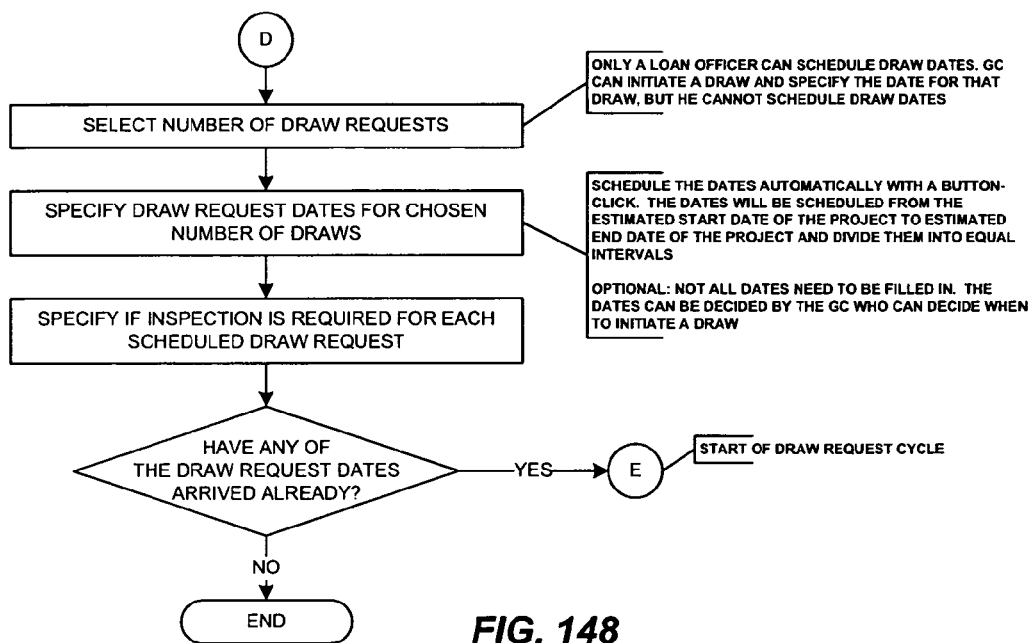 D
ONLY A LOAN OFFICER CAN SCHEDULE DRAW DATES. GC
CAN INITIATE A DRAW AND SPECIFY THE DATE FOR THAT
DRAW, BUT HE CANNOT SCHEDULE DRAW DATES
SELECT NUMBER OF DRAW REQUESTS
SCHEDULE THE DATES AUTOMATICALLY WITH A BUTTON-
CLICK. THE DATES WILL BE SCHEDULED FROM THE
ESTIMATED START DATE OF THE PROJECT TO ESTIMATED
END DATE OF THE PROJECT AND DIVIDE THEM INTO EQUAL
INTERVALS
OPTIONAL: NOT ALL DATES NEED TO BE FILLED IN. THE
DATES CAN BE DECIDED BY THE GC WHO CAN DECIDE WHEN
TO INITIATE A DRAW
SPECIFY DRAW REQUEST DATES FOR CHOSEN
NUMBER OF DRAWS
SPECIFY IF INSPECTION IS REQUIRED FOR EACH
SCHEDULED DRAW REQUEST
HAVE ANY OF
THE DRAW REQUEST DATES
ARRIVED ALREADY?
YES
E
START OF DRAW REQUEST CYCLE
NO
END
FIG. 148